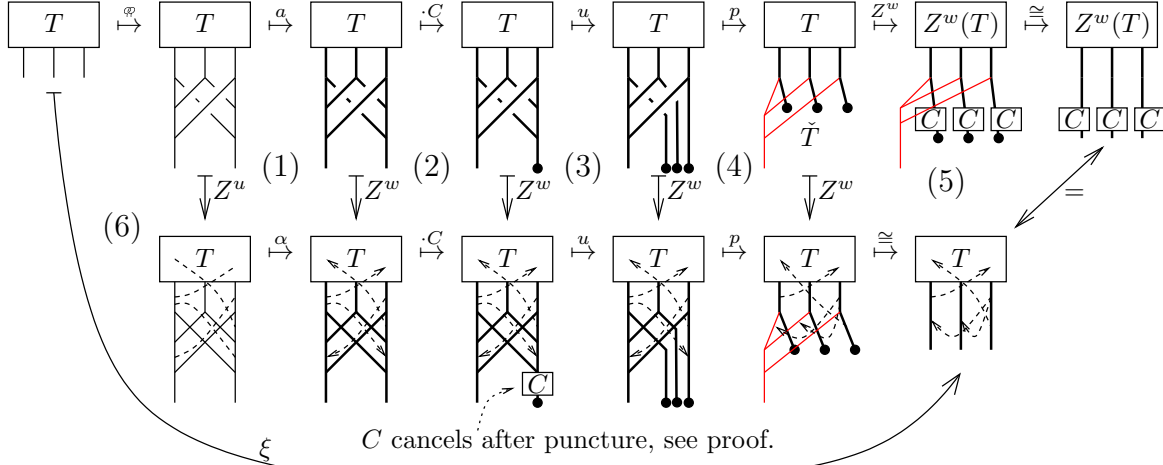 T ↦ T a ↦ T ·C ↦ T u ↦ T p ↦ T Z^w ↦ Z^w(T) ≅ ↦ Z^w(T)
C C C C C C
Ť
(1) (2) (3) (4) (5)
Z^u Z^w Z^w Z^w Z^w =
(6)
T α ↦ T ·C ↦ T u ↦ T p ↦ T ≅ ↦ T
C
C cancels after puncture, see proof.
ξ